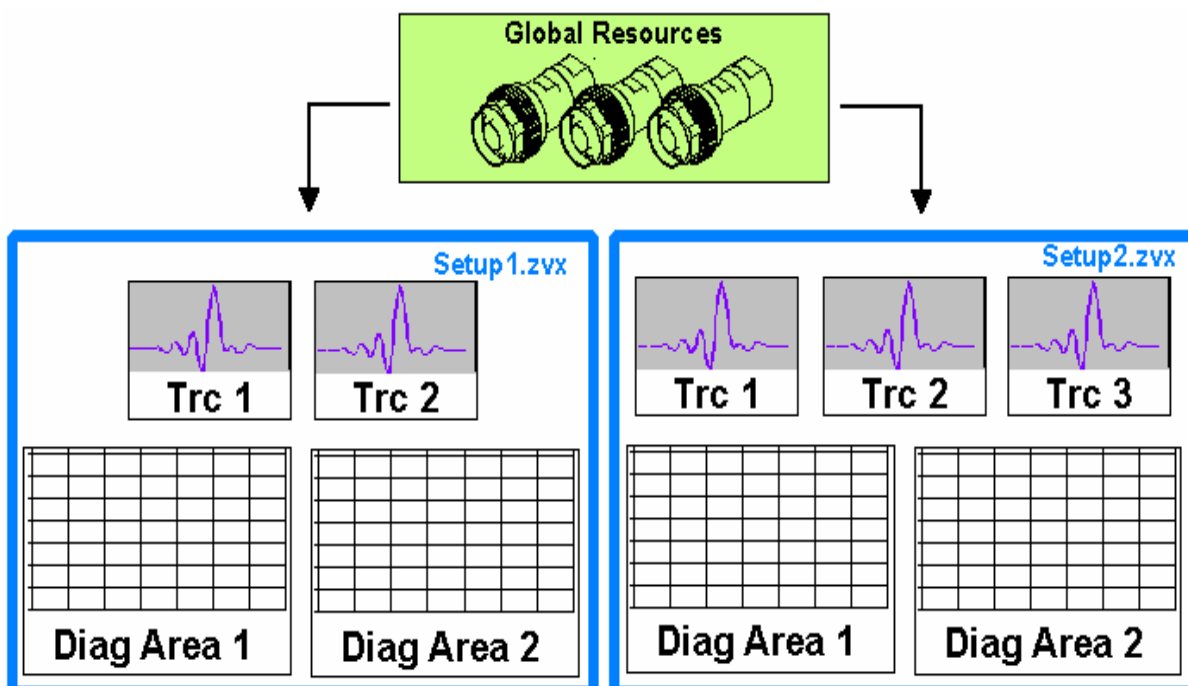 Global Resources
Setup1.zvx
Trc 1
Trc 2
Diag Area 1
Diag Area 2
Setup2.zvx
Trc 1
Trc 2
Trc 3
Diag Area 1
Diag Area 2